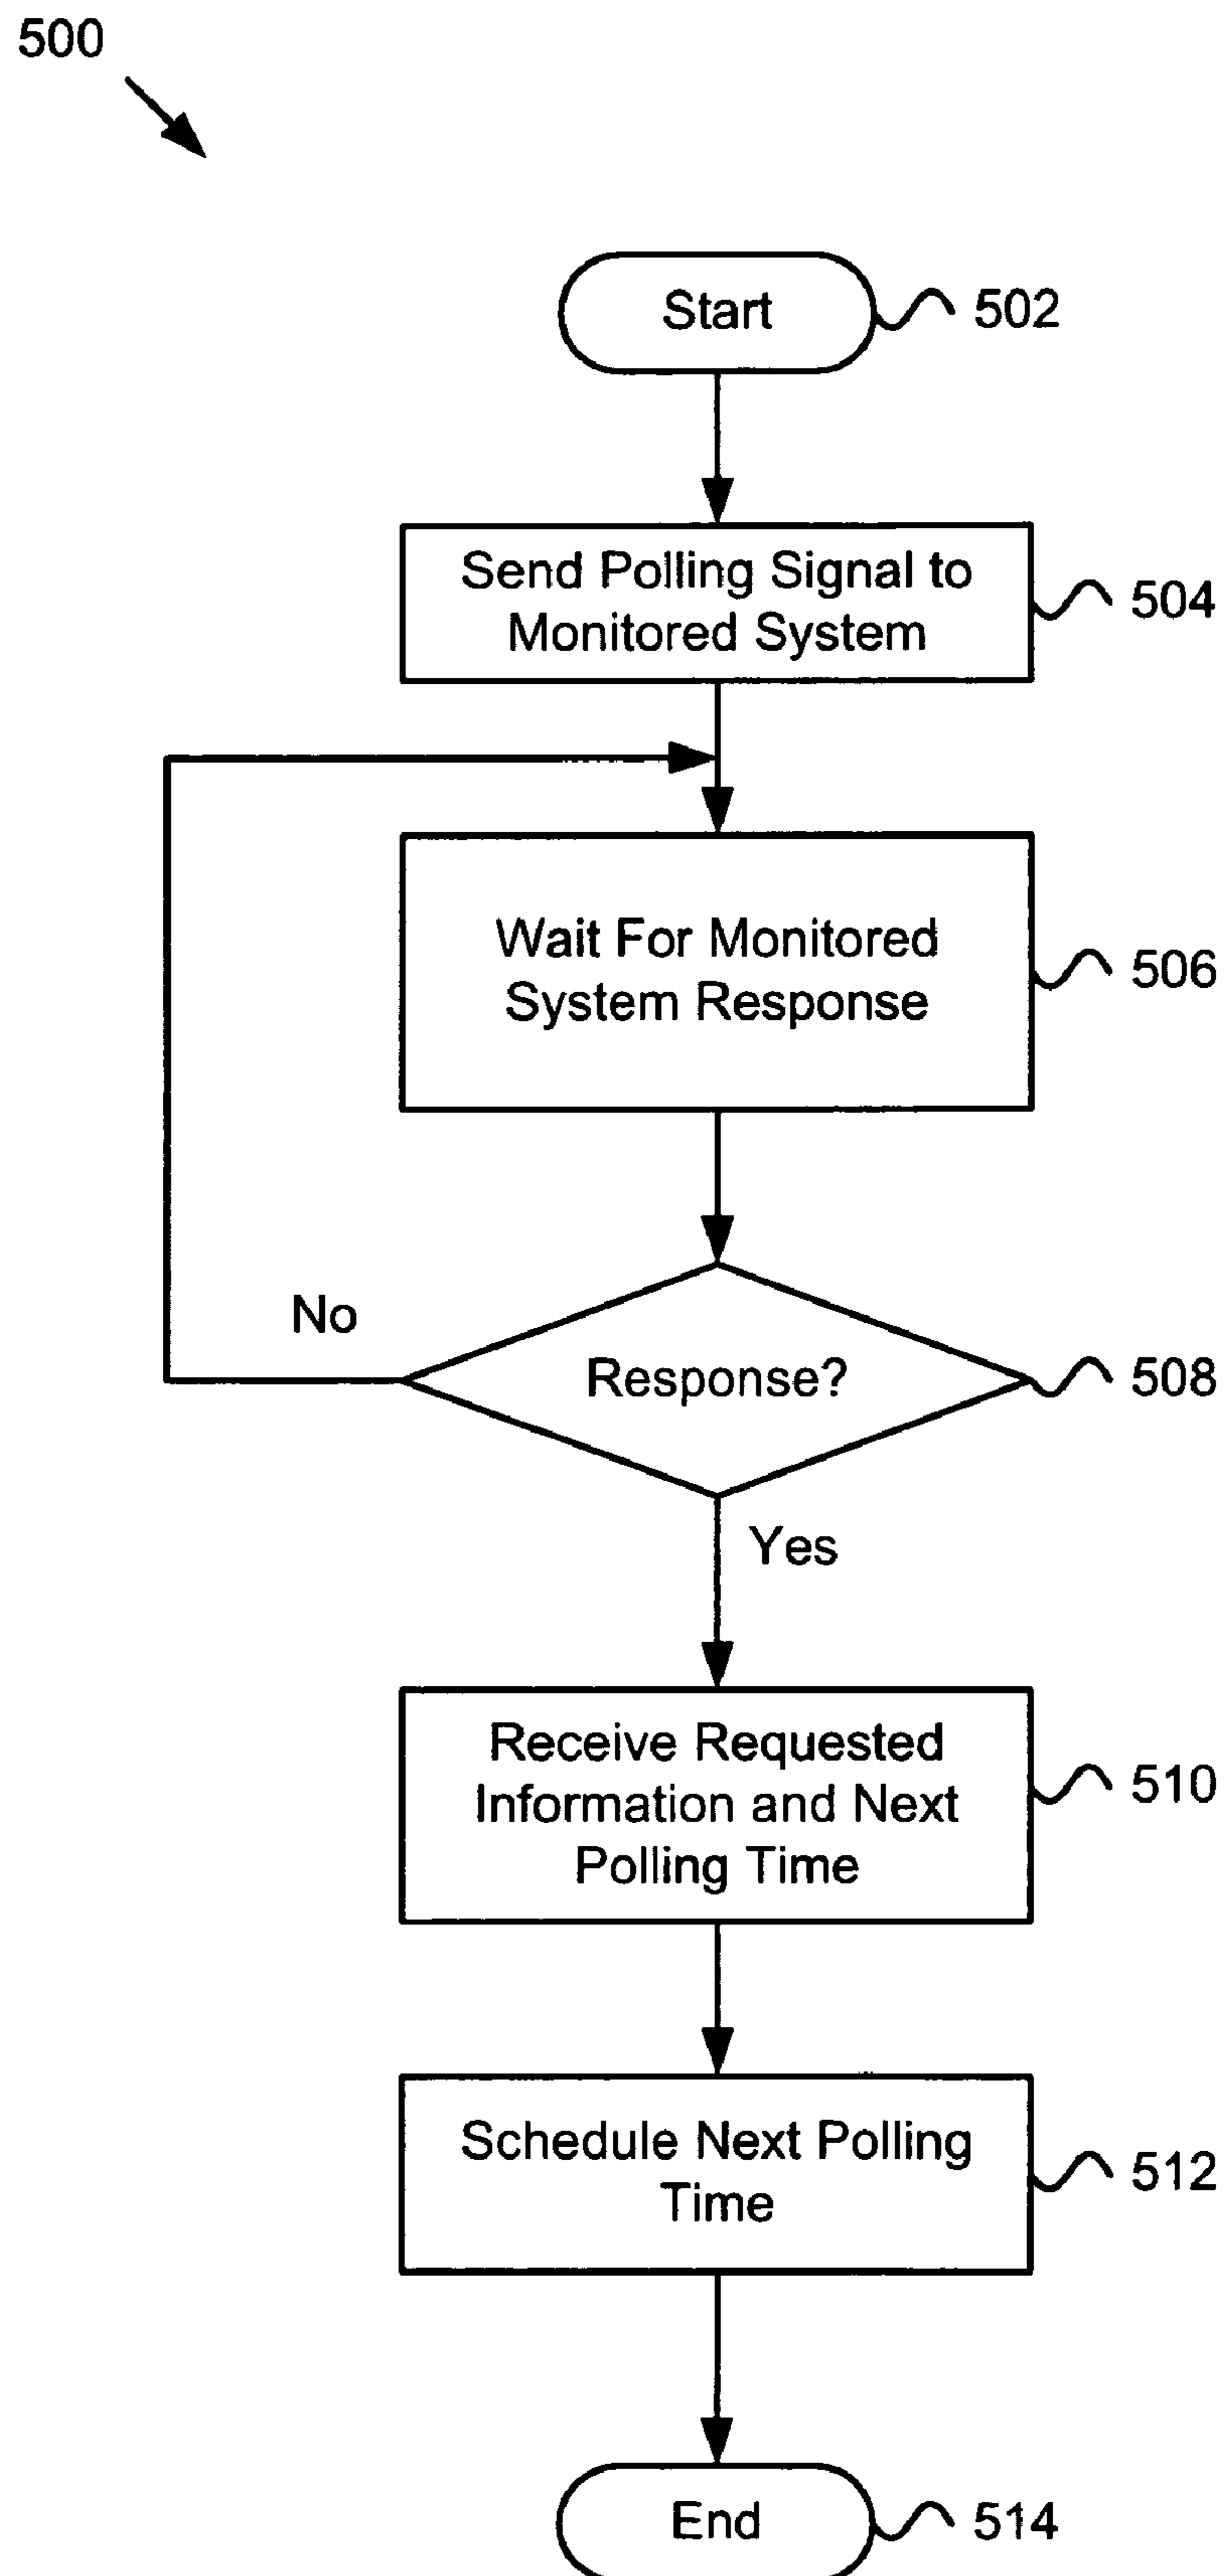 500
Start
502
Send Polling Signal to
Monitored System
504
Wait For Monitored
System Response
506
No
Response?
508
Yes
Receive Requested
Information and Next
Polling Time
510
Schedule Next Polling
Time
512
End
514